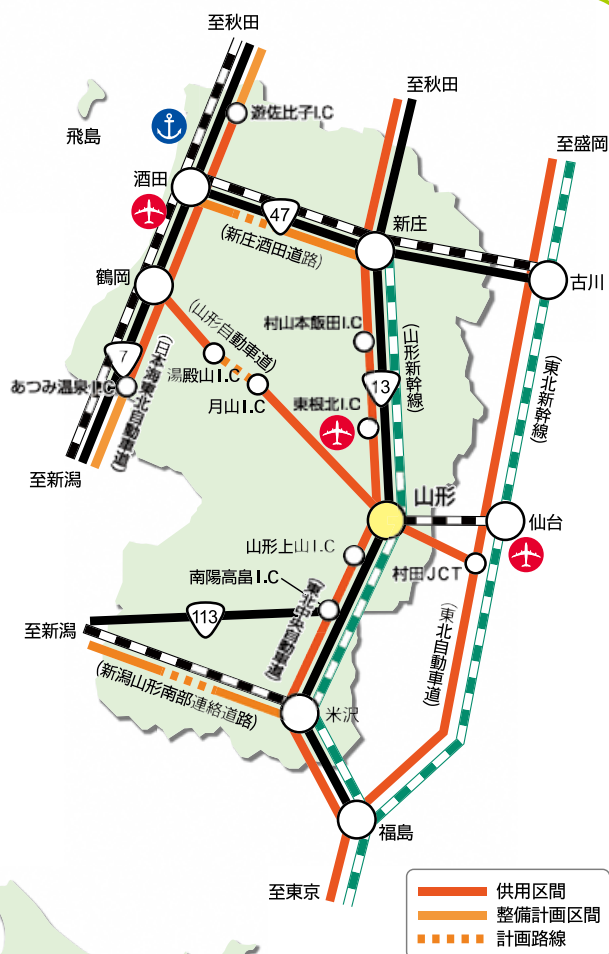 至秋田
至秋田
遊佐比子I.C
飛島
至盛岡
酒田
47
新庄
(新庄酒田道路)
鶴岡
古川
(山形自動車道)
村山本飯田I.C
(山形新幹線)
7
湯殿山I.C
13
(東北新幹線)
あつみ温泉I.C
(日本海東北自動車道)
月山I.C
東根北I.C
至新潟
山形
仙台
山形上山I.C
村田JCT
南陽高畠I.C
113
(東北中央自動車道)
至新潟
(東北自動車道)
(新潟山形南部連絡道路)
米沢
福島
至東京
供用区間
整備計画区間
計画路線